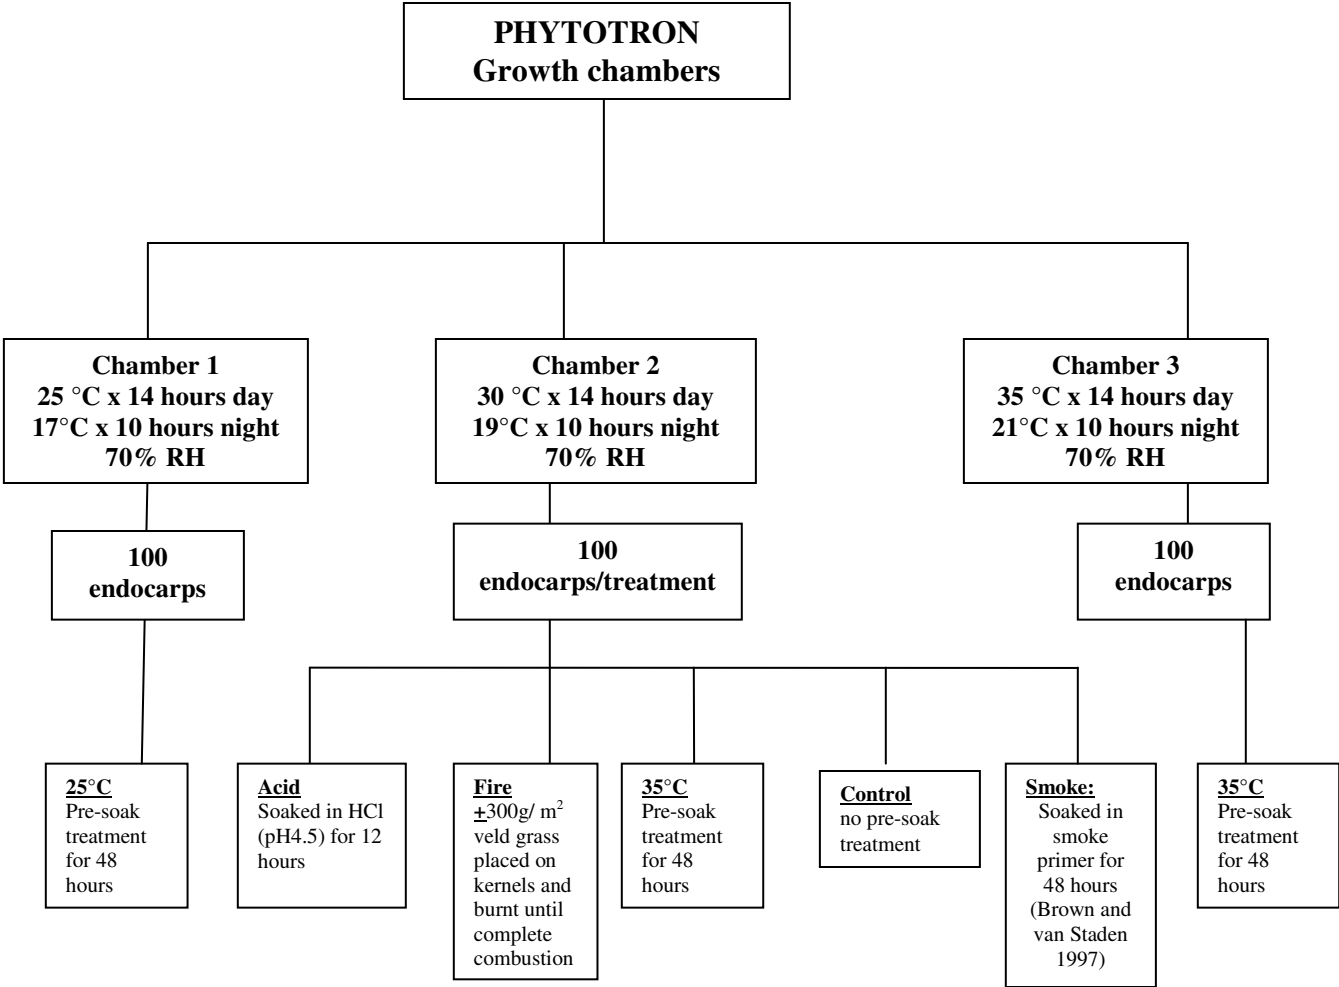 PHYTOTRON
Growth chambers
Chamber 1
25 °C x 14 hours day
17°C x 10 hours night
70% RH
Chamber 2
30 °C x 14 hours day
19°C x 10 hours night
70% RH
Chamber 3
35 °C x 14 hours day
21°C x 10 hours night
70% RH
100
endocarps
100
endocarps/treatment
100
endocarps
25°C
Pre-soak
treatment
for 48
hours
Acid
Soaked in HCl
(pH4.5) for 12
hours
Fire
±300g/ m²
veld grass
placed on
kernels and
burnt until
complete
combustion
35°C
Pre-soak
treatment
for 48
hours
Control
no pre-soak
treatment
Smoke:
Soaked in
smoke
primer for
48 hours
(Brown and
van Staden
1997)
35°C
Pre-soak
treatment
for 48
hours